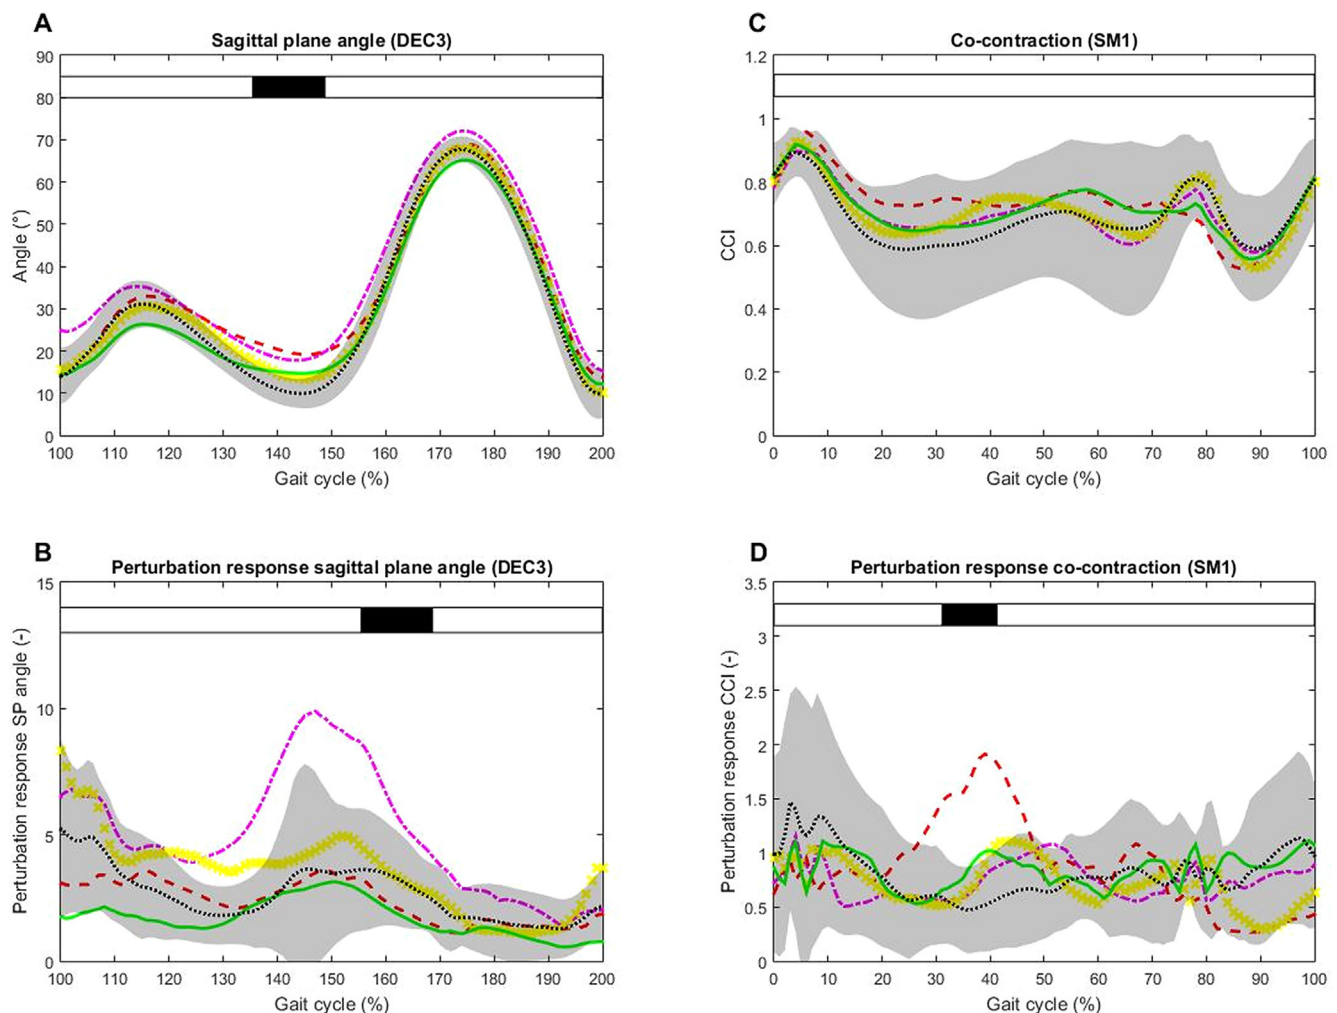 A
Sagittal plane angle (DEC3)
90
80
70
60
50
40
30
20
10
0
Angle (°)
100 110 120 130 140 150 160 170 180 190 200
Gait cycle (%)
C
Co-contraction (SM1)
1.2
1
0.8
0.6
0.4
0.2
0
CCI
0 10 20 30 40 50 60 70 80 90 100
Gait cycle (%)
B
Perturbation response sagittal plane angle (DEC3)
15
10
5
0
Perturbation response SP angle (-)
100 110 120 130 140 150 160 170 180 190 200
Gait cycle (%)
D
Perturbation response co-contraction (SM1)
3.5
3
2.5
2
1.5
1
0.5
0
Perturbation response CCI (-)
0 10 20 30 40 50 60 70 80 90 100
Gait cycle (%)